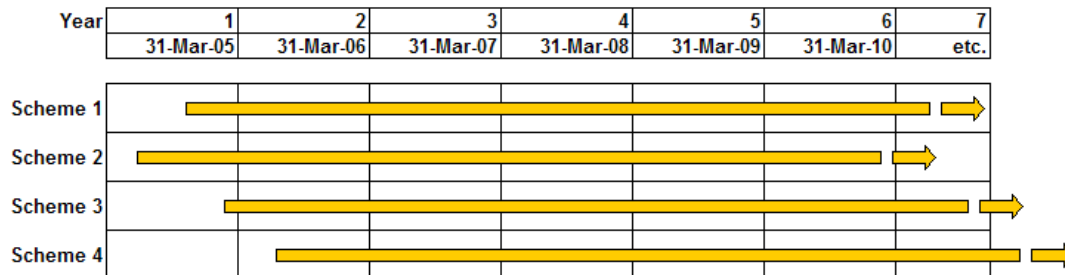 Year 1 2 3 4 5 6 7
31-Mar-05 31-Mar-06 31-Mar-07 31-Mar-08 31-Mar-09 31-Mar-10 etc.
Scheme 1
Scheme 2
Scheme 3
Scheme 4